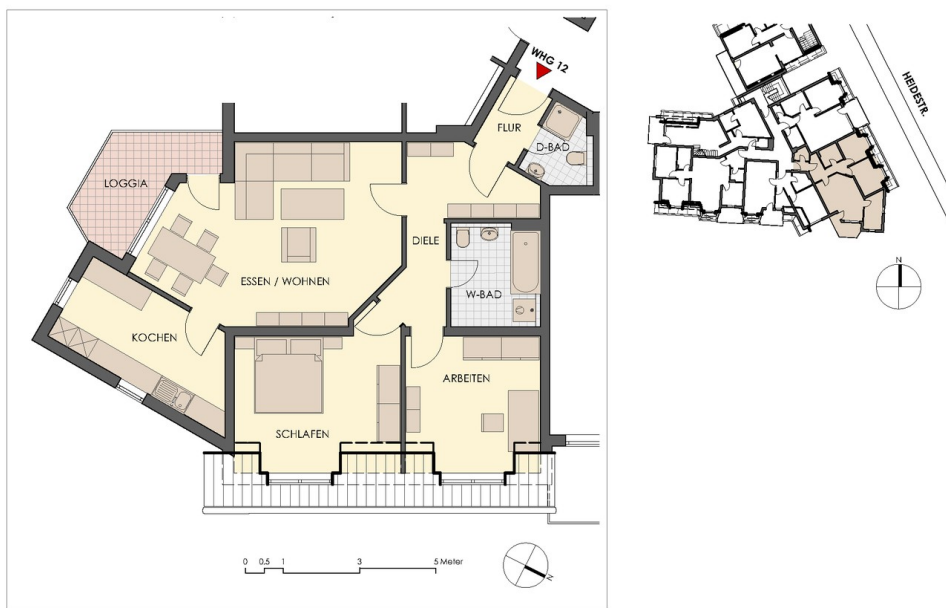 WHG 12
FLUR
D-BAD
LOGGIA
DIELE
ESSEN / WOHNEN
W-BAD
KOCHEN
ARBEITEN
SCHLAFEN
0 0,5 1 3 5 Meter
N
HEIDESTR.
N